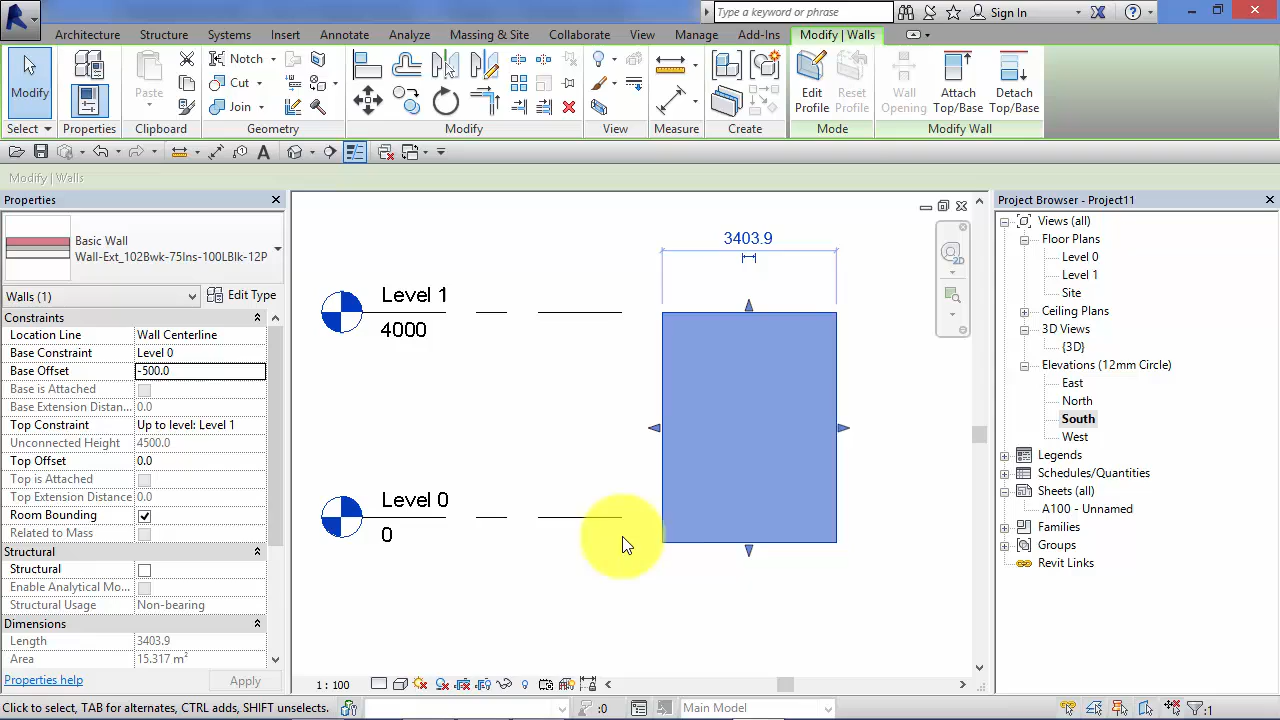 Type a keyword or phrase
Sign In
Architecture Structure Systems Insert Annotate Analyze Massing & Site Collaborate View Manage Add-Ins Modify | Walls
Modify
Paste
Notch
Cut
Join
Edit Profile
Reset Profile
Wall Opening
Attach Top/Base
Detach Top/Base
Select Properties Clipboard Geometry Modify View Measure Create Mode Modify Wall
Modify | Walls
Properties
Basic Wall
Wall-Ext_102Bwk-75Ins-100LBlk-12P
Walls (1)
Edit Type
Constraints
Location Line Wall Centerline
Base Constraint Level 0
Base Offset -500.0
Base is Attached
Base Extension Distan... 0.0
Top Constraint Up to level: Level 1
Unconnected Height 4500.0
Top Offset 0.0
Top is Attached
Top Extension Distance 0.0
Room Bounding
Related to Mass
Structural
Structural
Enable Analytical Mo...
Structural Usage Non-bearing
Dimensions
Length 3403.9
Area 15.317 m²
Properties help
Apply
3403.9
Level 1
4000
Level 0
0
2D
1 : 100
Project Browser - Project11
Views (all)
Floor Plans
Level 0
Level 1
Site
Ceiling Plans
3D Views
{3D}
Elevations (12mm Circle)
East
North
South
West
Legends
Schedules/Quantities
Sheets (all)
A100 - Unnamed
Families
Groups
Revit Links
Click to select, TAB for alternates, CTRL adds, SHIFT unselects.
:0
Main Model
:1